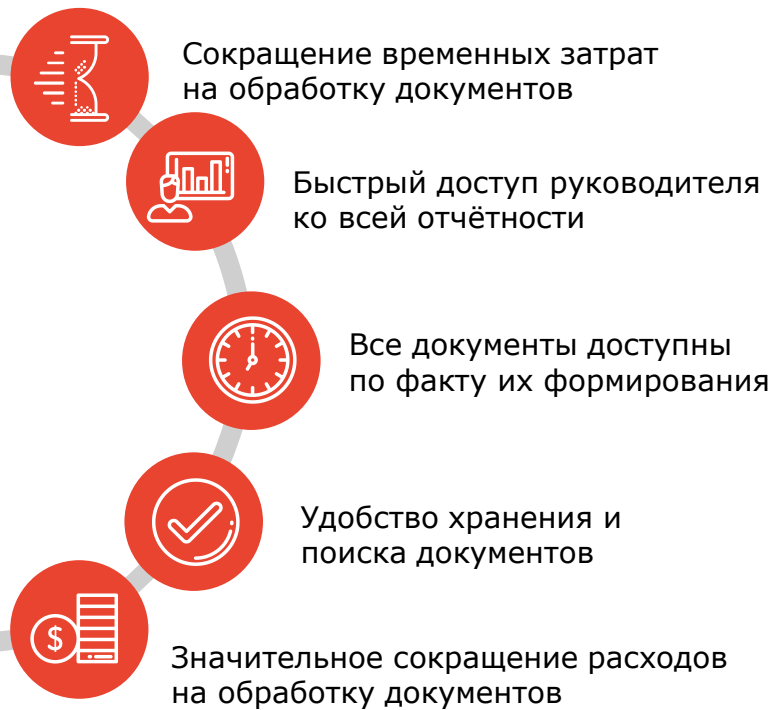 Сокращение временных затрат
на обработку документов
Быстрый доступ руководителя
ко всей отчётности
Все документы доступны
по факту их формирования
Удобство хранения и
поиска документов
$
Значительное сокращение расходов
на обработку документов